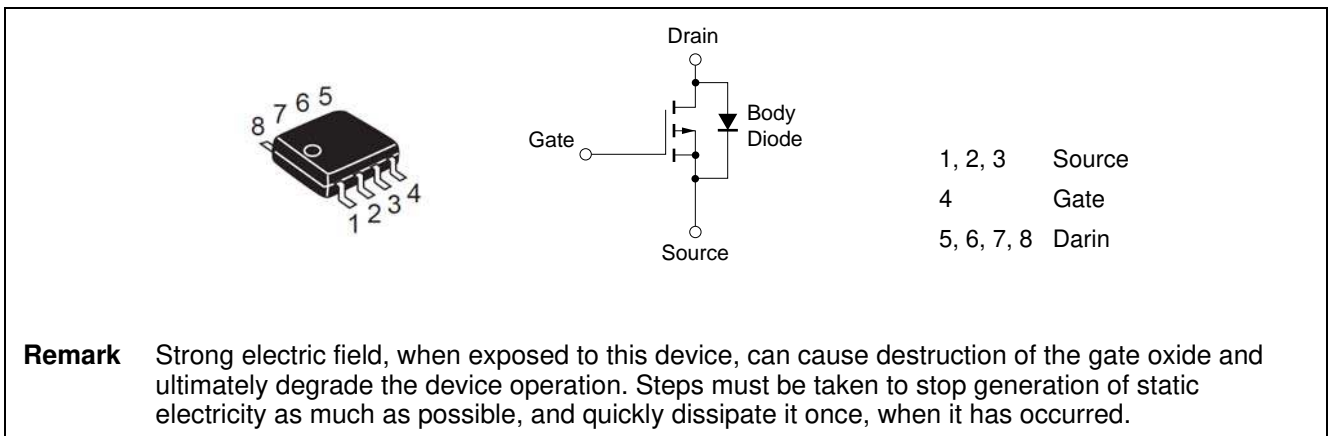 8 7 6 5
1 2 3 4
Drain
Gate
Body
Diode
Source
1, 2, 3 Source
4 Gate
5, 6, 7, 8 Darin
Remark Strong electric field, when exposed to this device, can cause destruction of the gate oxide and
ultimately degrade the device operation. Steps must be taken to stop generation of static
electricity as much as possible, and quickly dissipate it once, when it has occurred.